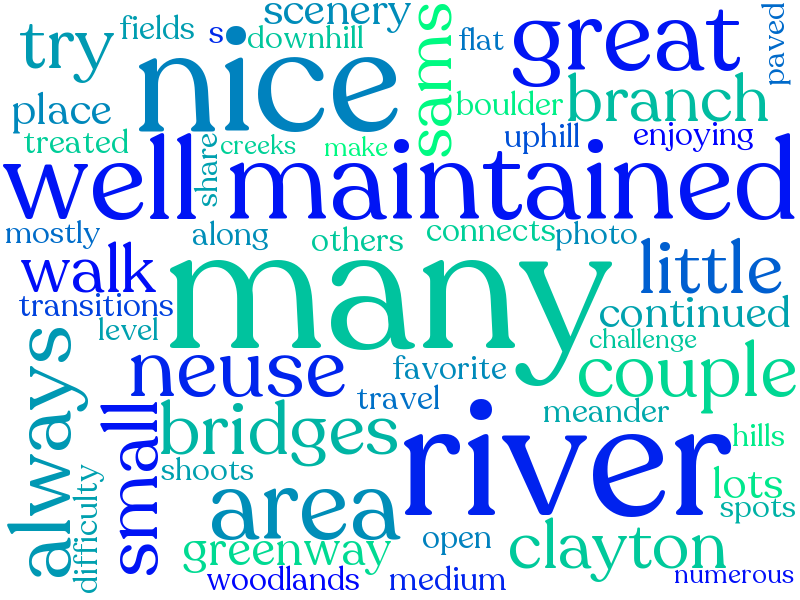 scenery
fields
s
try
downhill
nice
sams
flat
great
paved
place
boulder
branch
treated
share
creeks
make
uphill
enjoying
well
maintained
mostly
along
others
connects
photo
walk
many
little
transitions
continued
level
challenge
always
neuse
favorite
couple
travel
small
bridges
river
meander
hills
shoots
difficulty
area
lots
spots
open
clayton
greenway
woodlands
medium
numerous